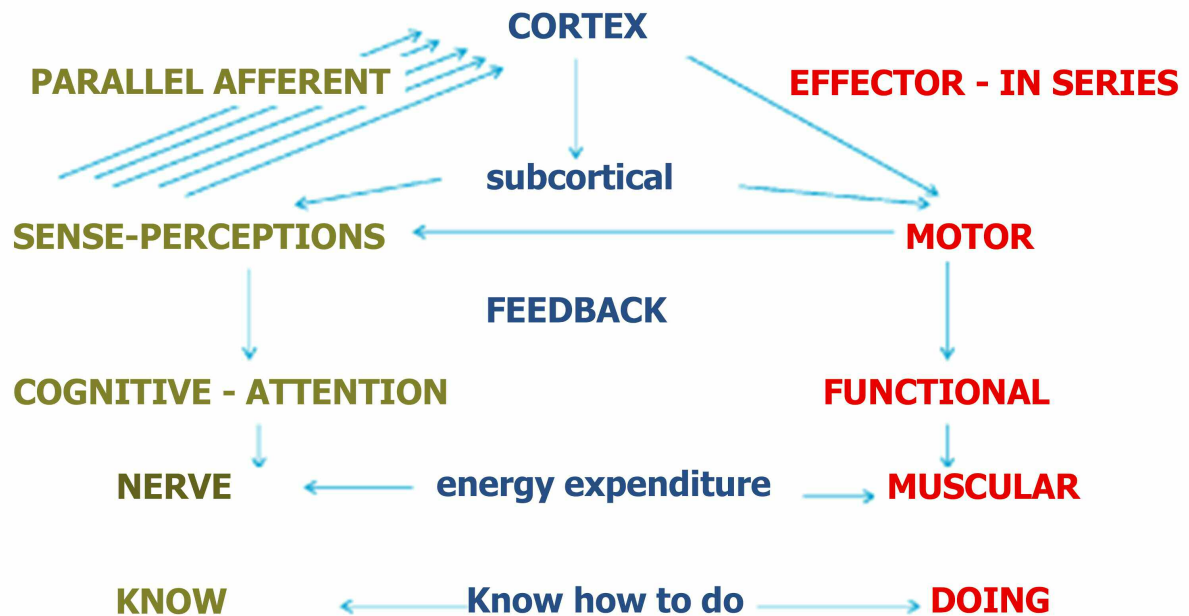 CORTEX
PARALLEL AFFERENT
EFFECTOR - IN SERIES
subcortical
SENSE-PERCEPTIONS
MOTOR
FEEDBACK
COGNITIVE - ATTENTION
FUNCTIONAL
NERVE
energy expenditure
MUSCULAR
KNOW
Know how to do
DOING